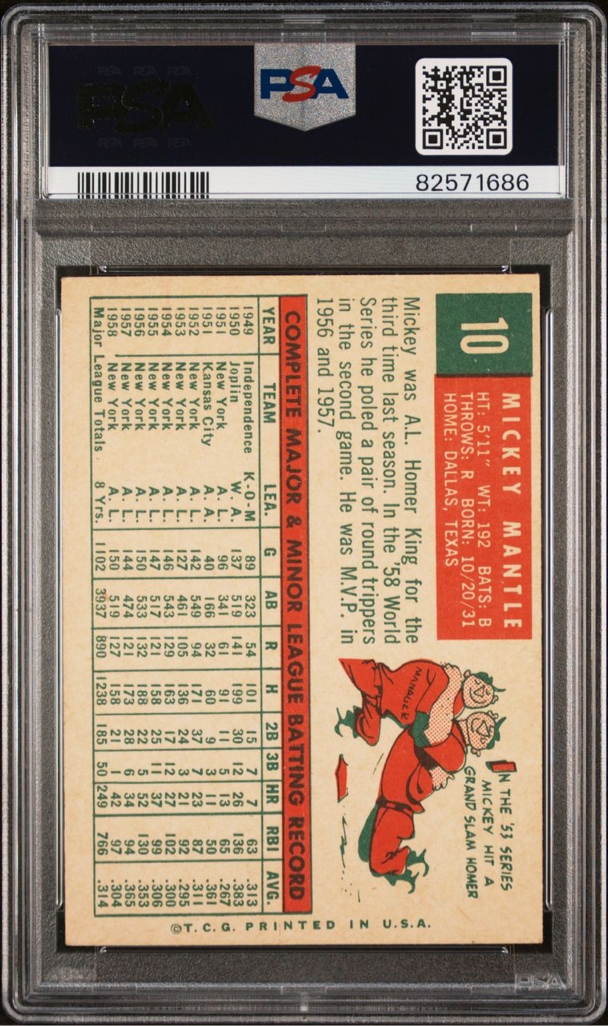 PSA
PSA
82571686
10
MICKEY MANTLE
HT: 5'11" WT: 192 BATS: B
THROWS: R BORN: 10/20/31
HOME: DALLAS, TEXAS
Mickey was A.L. Homer King for the
third time last season. In the '58 World
Series he poled a pair of round trippers
in the second game. He was M.V.P. in
1956 and 1957.
IN THE '53 SERIES
MICKEY HIT A
GRAND SLAM HOMER
MANAGER
COMPLETE MAJOR & MINOR LEAGUE BATTING RECORD
YEAR TEAM LEA. G AB R H 2B 3B HR RBI AVG.
1949 Independence K-O-M 89 323 54 101 15 7 7 63 .313
1950 Joplin W. A. 137 519 141 199 30 12 26 136 .383
1951 New York A. L. 96 341 61 91 11 5 13 65 .267
1951 Kansas City A. A. 40 166 32 60 9 3 11 50 .361
1952 New York A. L. 142 549 94 171 37 7 23 87 .311
1953 New York A. L. 127 461 105 136 24 3 21 92 .295
1954 New York A. L. 146 543 129 163 17 12 27 102 .300
1955 New York A. L. 147 517 121 158 25 11 37 99 .306
1956 New York A. L. 150 533 132 188 22 5 52 130 .353
1957 New York A. L. 144 474 121 173 28 6 34 94 .365
1958 New York A. L. 150 519 127 158 21 1 42 97 .304
Major League Totals 8 Yrs. 1102 3937 890 1238 185 50 249 766 .314
©T.C.G. PRINTED IN U.S.A.
PSA